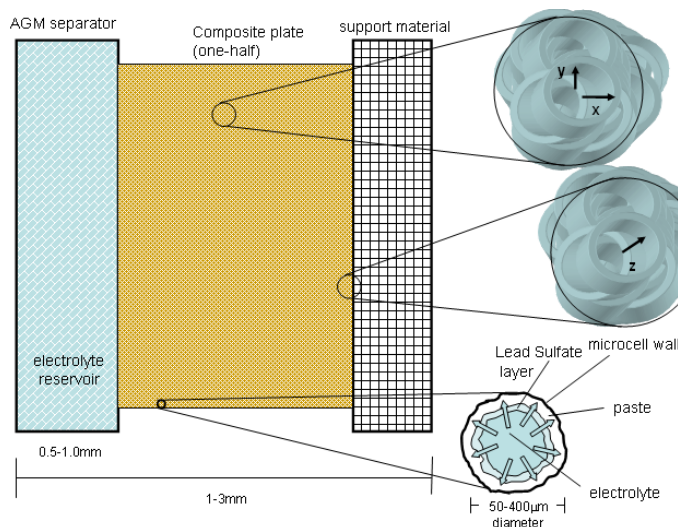 AGM separator
Composite plate
(one-half)
support material
y
x
z
microcell wall
Lead Sulfate
layer
paste
electrolyte
reservoir
electrolyte
0.5-1.0mm
1-3mm
50-400µm
diameter